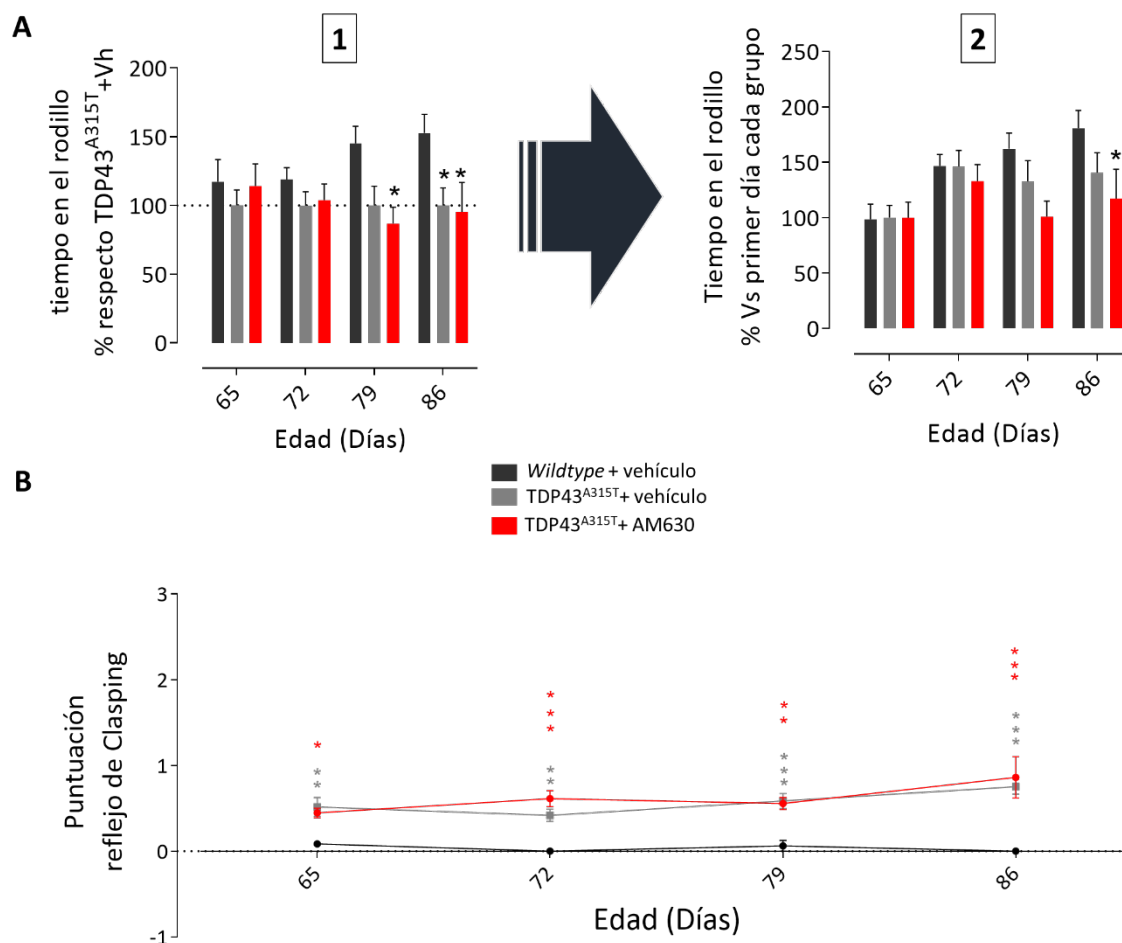 A
1
tiempo en el rodillo
% respecto TDP43A315T+Vh
200
150
100
50
0
* * * *
65 72 79 86
Edad (Días)
2
Tiempo en el rodillo
% Vs primer día cada grupo
250
200
150
100
50
0
*
65 72 79 86
Edad (Días)
Wildtype + vehículo
TDP43A315T+ vehículo
TDP43A315T+ AM630
B
Puntuación
reflejo de Clasping
3
2
1
0
-1
* ** *** ** ** *** *** ***
65 72 79 86
Edad (Días)